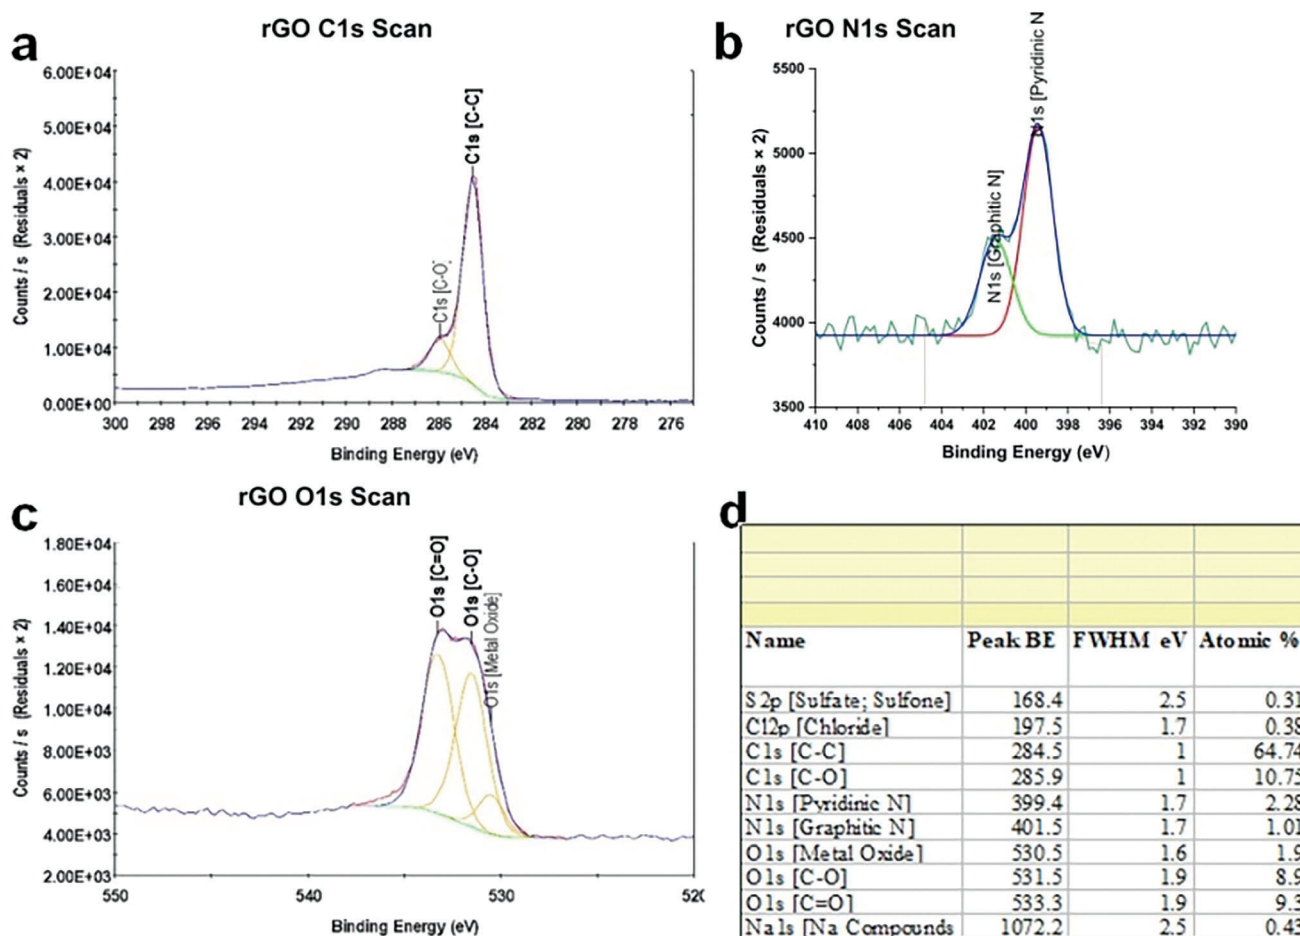 a
rGO C1s Scan
6.00E+04
5.00E+04
4.00E+04
3.00E+04
2.00E+04
1.00E+04
0.00E+00
Counts / s (Residuals × 2)
C1s [C-C]
C1s [C-O]
300 298 296 294 292 290 288 286 284 282 280 278 276
Binding Energy (eV)
b
rGO N1s Scan
5500
5000
4500
4000
3500
Counts / s (Residuals × 2)
N1s [Graphitic N]
1s [Pyridinic N
410 408 406 404 402 400 398 396 394 392 390
Binding Energy (eV)
c
rGO O1s Scan
1.80E+04
1.60E+04
1.40E+04
1.20E+04
1.00E+04
8.00E+03
6.00E+03
4.00E+03
2.00E+03
Counts / s (Residuals × 2)
O1s [C=O]
O1s [C-O]
O1s [Metal Oxide]
550 540 530 520
Binding Energy (eV)
d
Name Peak BE FWHM eV Atomic %
S2p [Sulfate; Sulfone] 168.4 2.5 0.31
Cl2p [Chloride] 197.5 1.7 0.38
C1s [C-C] 284.5 1 64.74
C1s [C-O] 285.9 1 10.75
N1s [Pyridinic N] 399.4 1.7 2.28
N1s [Graphitic N] 401.5 1.7 1.01
O1s [Metal Oxide] 530.5 1.6 1.9
O1s [C-O] 531.5 1.9 8.9
O1s [C=O] 533.3 1.9 9.3
Na1s [Na Compounds 1072.2 2.5 0.43